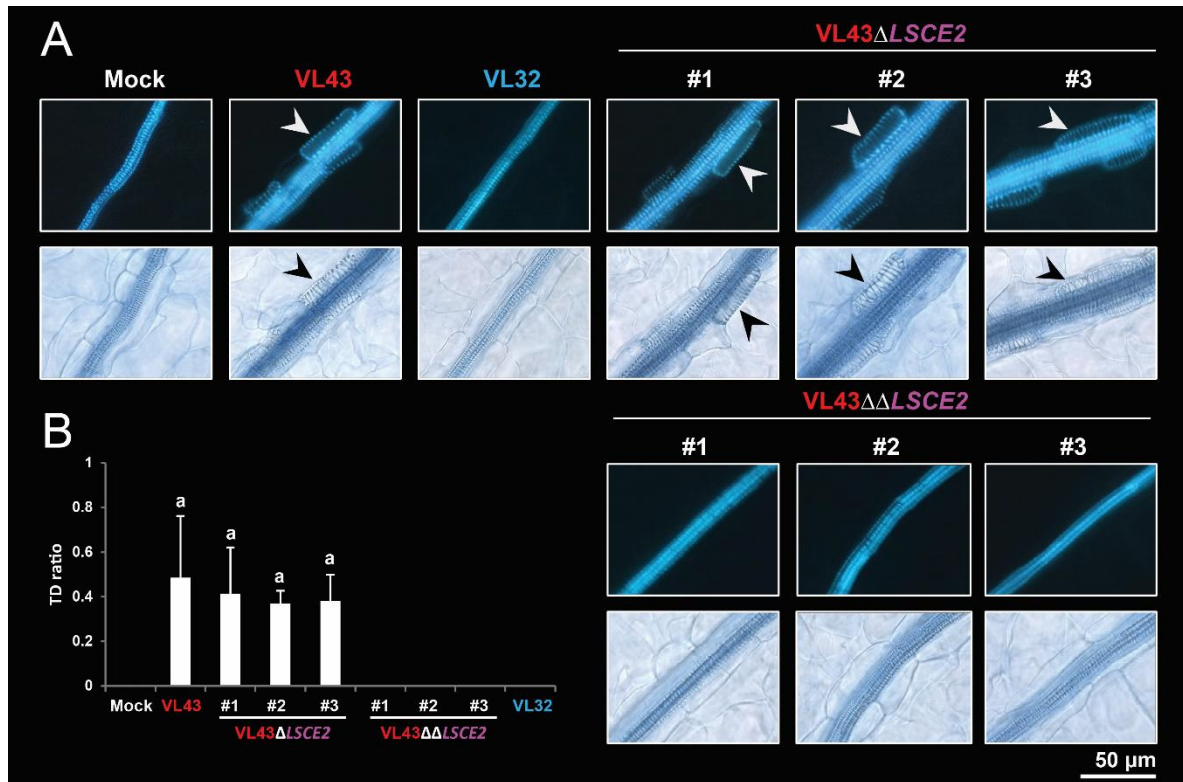 A
VL43ΔLSCE2
Mock VL43 VL32 #1 #2 #3
VL43ΔΔLSCE2
#1 #2 #3
B
1
0.8
0.6
0.4
0.2
0
TD ratio
a a a a
Mock VL43 #1 #2 #3 #1 #2 #3 VL32
VL43ΔLSCE2 VL43ΔΔLSCE2
50 µm